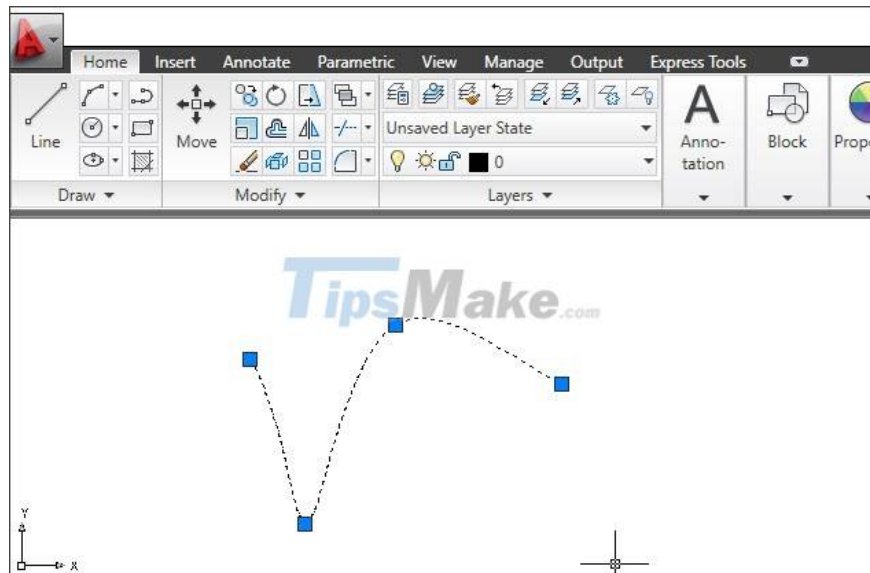 Home Insert Annotate Parametric View Manage Output Express Tools
Line
Move
Unsaved Layer State
0
Anno-
tation
Block
Draw
Modify
Layers
TipsMake.com
Y
X